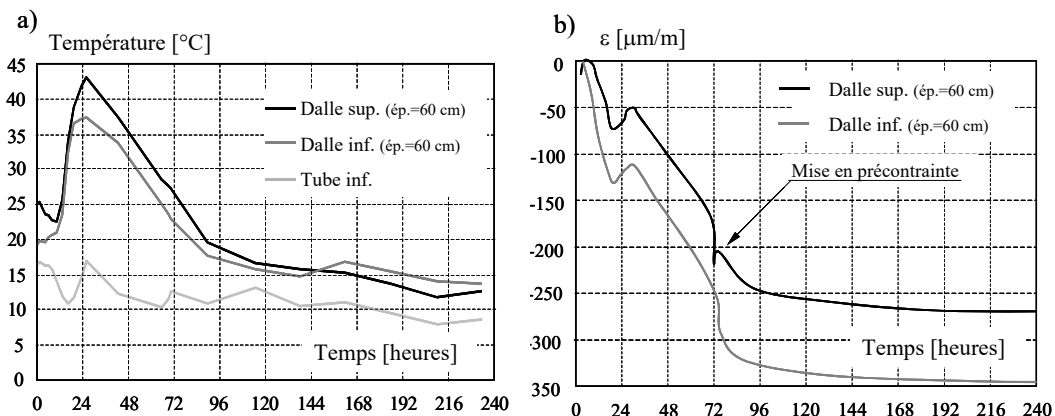 a)
Température [°C]
45
40
35
30
25
20
15
10
5
0
Dalle sup. (ép.=60 cm)
Dalle inf. (ép.=60 cm)
Tube inf.
Temps [heures]
0 24 48 72 96 120 144 168 192 216 240
b)
ε [μm/m]
0
-50
-100
-150
-200
-250
-300
350
Dalle sup. (ép.=60 cm)
Dalle inf. (ép.=60 cm)
Mise en précontrainte
Temps [heures]
0 24 48 72 96 120 144 168 192 216 240